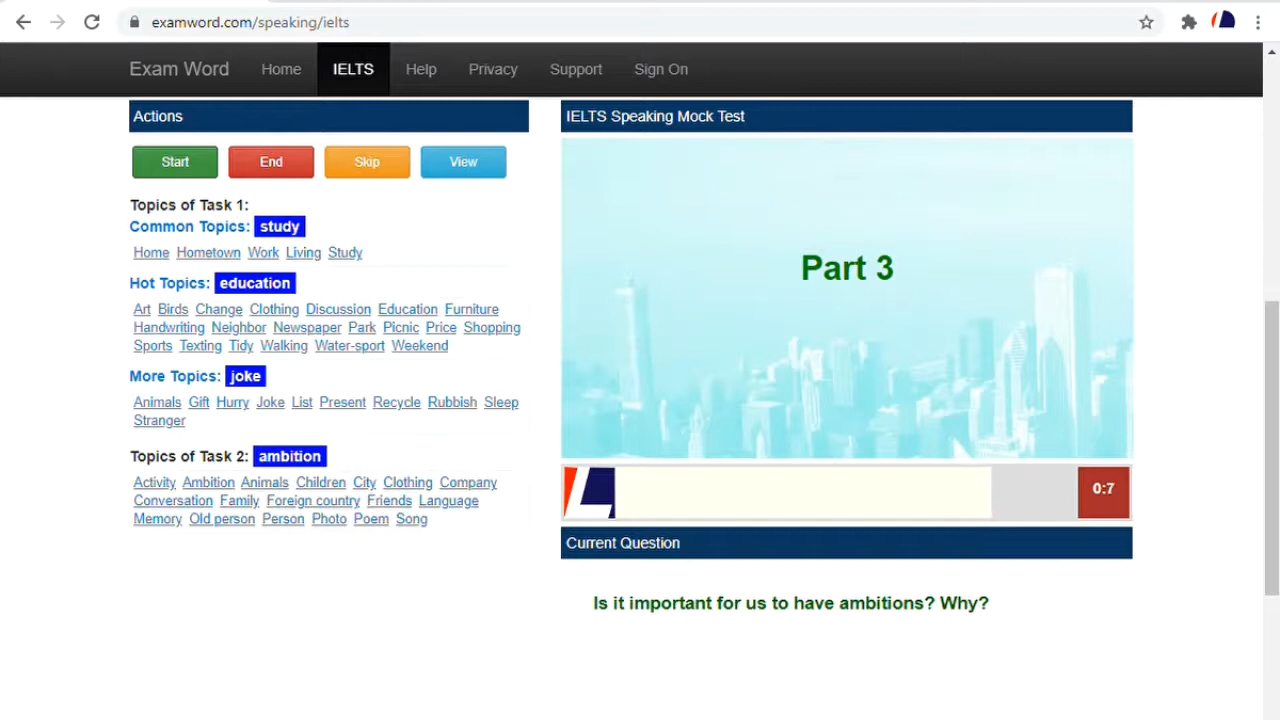 examword.com/speaking/ielts
Exam Word Home IELTS Help Privacy Support Sign On
Actions
Start End Skip View
Topics of Task 1:
Common Topics: study
Home Hometown Work Living Study
Hot Topics: education
Art Birds Change Clothing Discussion Education Furniture
Handwriting Neighbor Newspaper Park Picnic Price Shopping
Sports Texting Tidy Walking Water-sport Weekend
More Topics: joke
Animals Gift Hurry Joke List Present Recycle Rubbish Sleep
Stranger
Topics of Task 2: ambition
Activity Ambition Animals Children City Clothing Company
Conversation Family Foreign country Friends Language
Memory Old person Person Photo Poem Song
IELTS Speaking Mock Test
Part 3
0:7
Current Question
Is it important for us to have ambitions? Why?